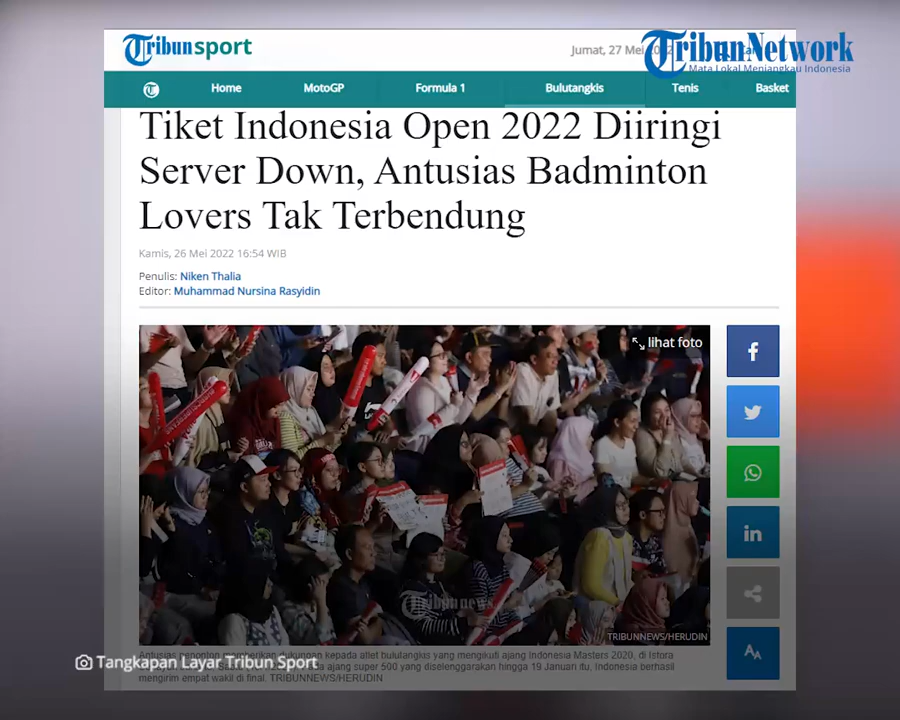 Tribunsport
Jumat, 27 Mei 2022
TribunNetwork
Mata Lokal Menjangkau Indonesia
Home MotoGP Formula 1 Bulutangkis Tenis Basket
Tiket Indonesia Open 2022 Diiringi
Server Down, Antusias Badminton
Lovers Tak Terbendung
Kamis, 26 Mei 2022 16:54 WIB
Penulis: Niken Thalia
Editor: Muhammad Nursina Rasyidin
lihat foto
Tribunnews
TRIBUNNEWS/HERUDIN
Antusias penonton memberikan dukungan kepada atlet bulutangkis yang mengikuti ajang Indonesia Masters 2020, di Istora
ajang super 500 yang diselenggarakan hingga 19 Januari itu, Indonesia berhasil
mengirim empat wakil di final. TRIBUNNEWS/HERUDIN
Tangkapan Layar Tribun Sport